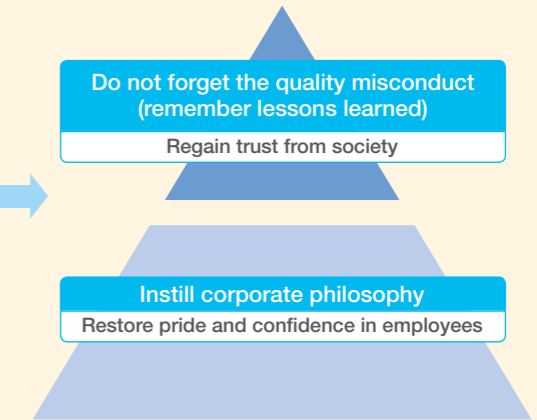 Do not forget the quality misconduct
(remember lessons learned)
Regain trust from society
Instill corporate philosophy
Restore pride and confidence in employees